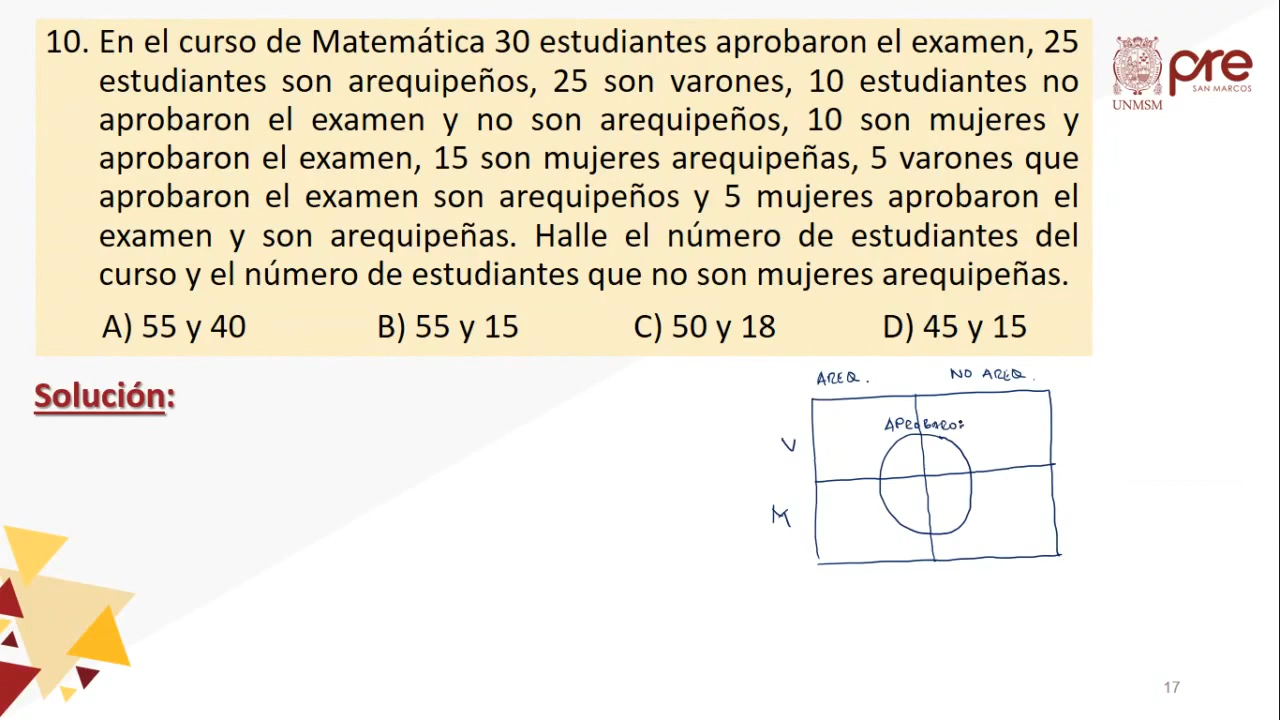 10. En el curso de Matemática 30 estudiantes aprobaron el examen, 25
estudiantes son arequipeños, 25 son varones, 10 estudiantes no
aprobaron el examen y no son arequipeños, 10 son mujeres y
aprobaron el examen, 15 son mujeres arequipeñas, 5 varones que
aprobaron el examen son arequipeños y 5 mujeres aprobaron el
examen y son arequipeñas. Halle el número de estudiantes del
curso y el número de estudiantes que no son mujeres arequipeñas.
A) 55 y 40 B) 55 y 15 C) 50 y 18 D) 45 y 15
UNMSM
pre
SAN MARCOS
Solución:
AREQ. NO AREQ.
APROBARO:
V
M
17